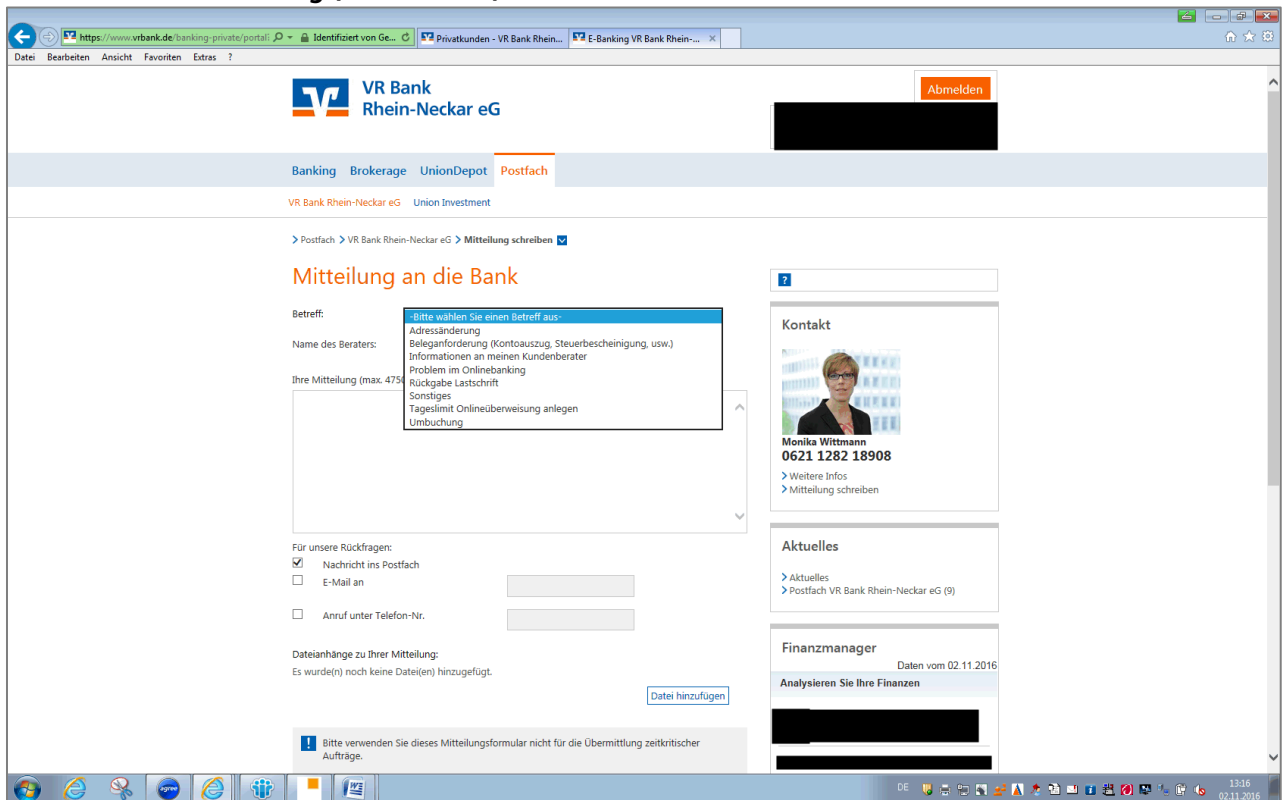 https://www.vrbank.de/banking-private/portal
Identifiziert von Ge...
Privatkunden - VR Bank Rhein...
E-Banking VR Bank Rhein-...
Datei Bearbeiten Ansicht Favoriten Extras ?
VR Bank
Rhein-Neckar eG
Abmelden
Banking Brokerage UnionDepot Postfach
VR Bank Rhein-Neckar eG Union Investment
Postfach VR Bank Rhein-Neckar eG Mitteilung schreiben
Mitteilung an die Bank
?
Betreff:
-Bitte wählen Sie einen Betreff aus-
Adressänderung
Name des Beraters:
Beleganforderung (Kontoauszug, Steuerbescheinigung, usw.)
Informationen an meinen Kundenberater
Problem im Onlinebanking
Ihre Mitteilung (max. 475
Rückgabe Lastschrift
Sonstiges
Tageslimit Onlineüberweisung anlegen
Umbuchung
Kontakt
Monika Wittmann
0621 1282 18908
Weitere Infos
Mitteilung schreiben
Für unsere Rückfragen:
Nachricht ins Postfach
E-Mail an
Anruf unter Telefon-Nr.
Aktuelles
Aktuelles
Postfach VR Bank Rhein-Neckar eG (9)
Dateianhänge zu Ihrer Mitteilung:
Es wurde(n) noch keine Datei(en) hinzugefügt.
Datei hinzufügen
Finanzmanager
Daten vom 02.11.2016
Analysieren Sie Ihre Finanzen
! Bitte verwenden Sie dieses Mitteilungsformular nicht für die Übermittlung zeitkritischer
Aufträge.
agree
DE
13:16
02.11.2016